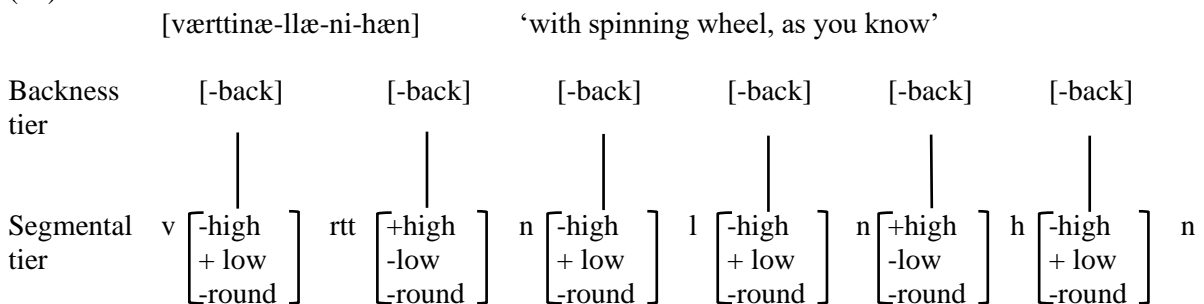 [værttinæ-llæ-ni-hæn] ‘with spinning wheel, as you know’
Backness [-back] [-back] [-back] [-back] [-back] [-back]
tier
Segmental v -high rtt +high n -high l -high n +high h -high n
tier + low -low + low + low -low + low
-round -round -round -round -round -round